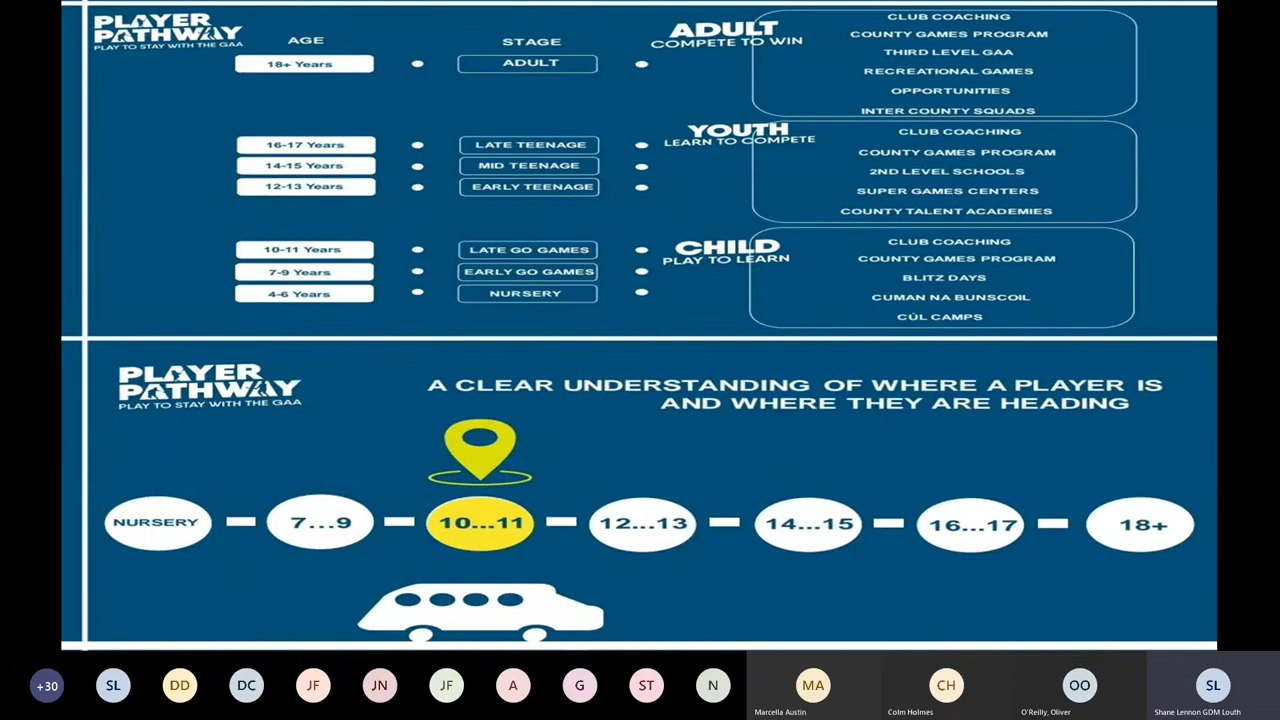 PLAYER
PATHWAY
PLAY TO STAY WITH THE GAA
AGE
STAGE
ADULT
COMPETE TO WIN
18+ Years
ADULT
CLUB COACHING
COUNTY GAMES PROGRAM
THIRD LEVEL GAA
RECREATIONAL GAMES
OPPORTUNITIES
INTER COUNTY SQUADS
YOUTH
LEARN TO COMPETE
16-17 Years
LATE TEENAGE
14-15 Years
MID TEENAGE
12-13 Years
EARLY TEENAGE
CLUB COACHING
COUNTY GAMES PROGRAM
2ND LEVEL SCHOOLS
SUPER GAMES CENTERS
COUNTY TALENT ACADEMIES
CHILD
PLAY TO LEARN
10-11 Years
LATE GO GAMES
7-9 Years
EARLY GO GAMES
4-6 Years
NURSERY
CLUB COACHING
COUNTY GAMES PROGRAM
BLITZ DAYS
CUMAN NA BUNSCOIL
CÚL CAMPS
PLAYER
PATHWAY
PLAY TO STAY WITH THE GAA
A CLEAR UNDERSTANDING OF WHERE A PLAYER IS
AND WHERE THEY ARE HEADING
NURSERY
7...9
10...11
12...13
14...15
16...17
18+
+30
SL
DD
DC
JF
JN
JF
A
G
ST
N
MA
Marcella Austin
CH
Colm Holmes
OO
O'Reilly, Oliver
SL
Shane Lennon GDM Louth